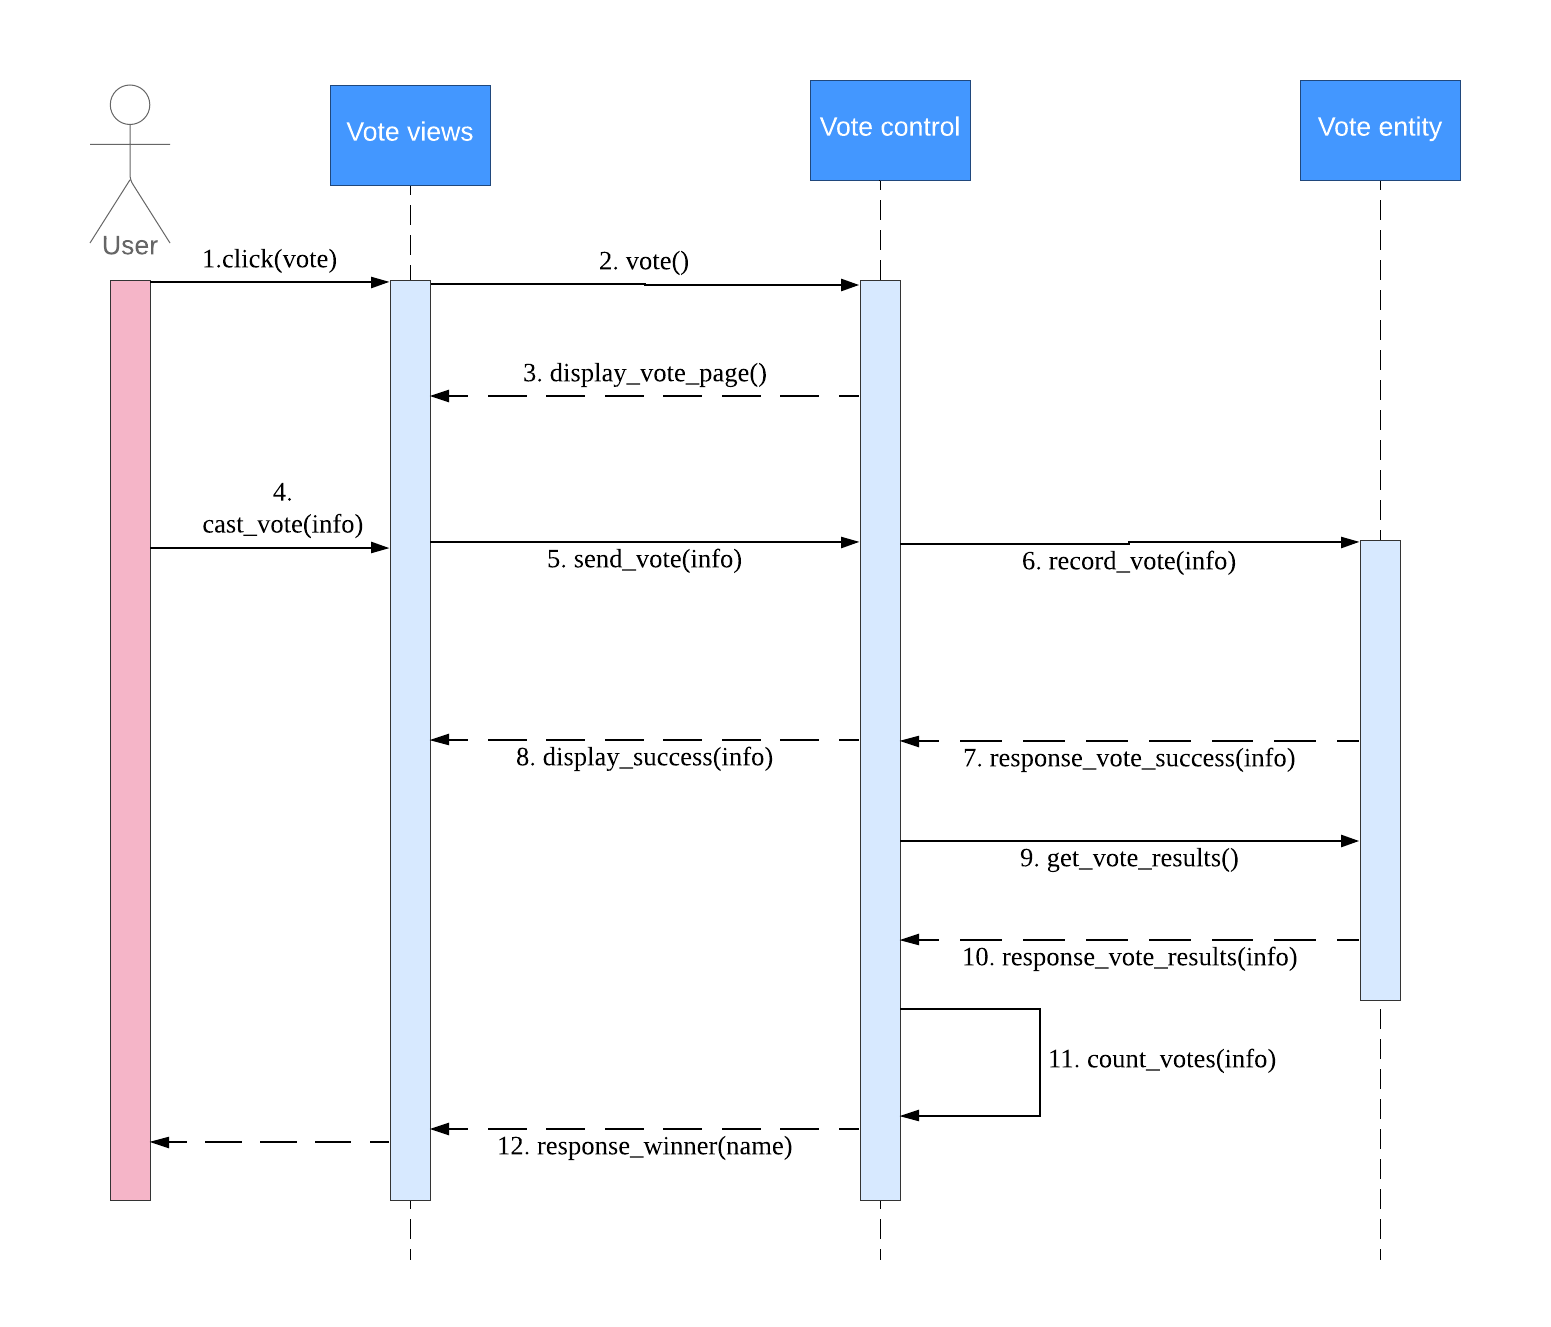 Vote views
Vote control
Vote entity
User
1.click(vote)
2. vote()
3. display_vote_page()
4.
cast_vote(info)
5. send_vote(info)
6. record_vote(info)
8. display_success(info)
7. response_vote_success(info)
9. get_vote_results()
10. response_vote_results(info)
11. count_votes(info)
12. response_winner(name)